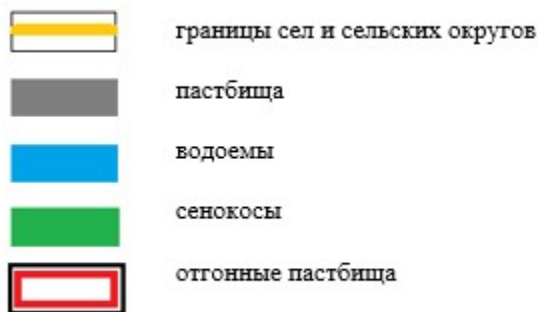 границы сел и сельских округов
пастбища
водоемы
сенокосы
отгонные пастбища